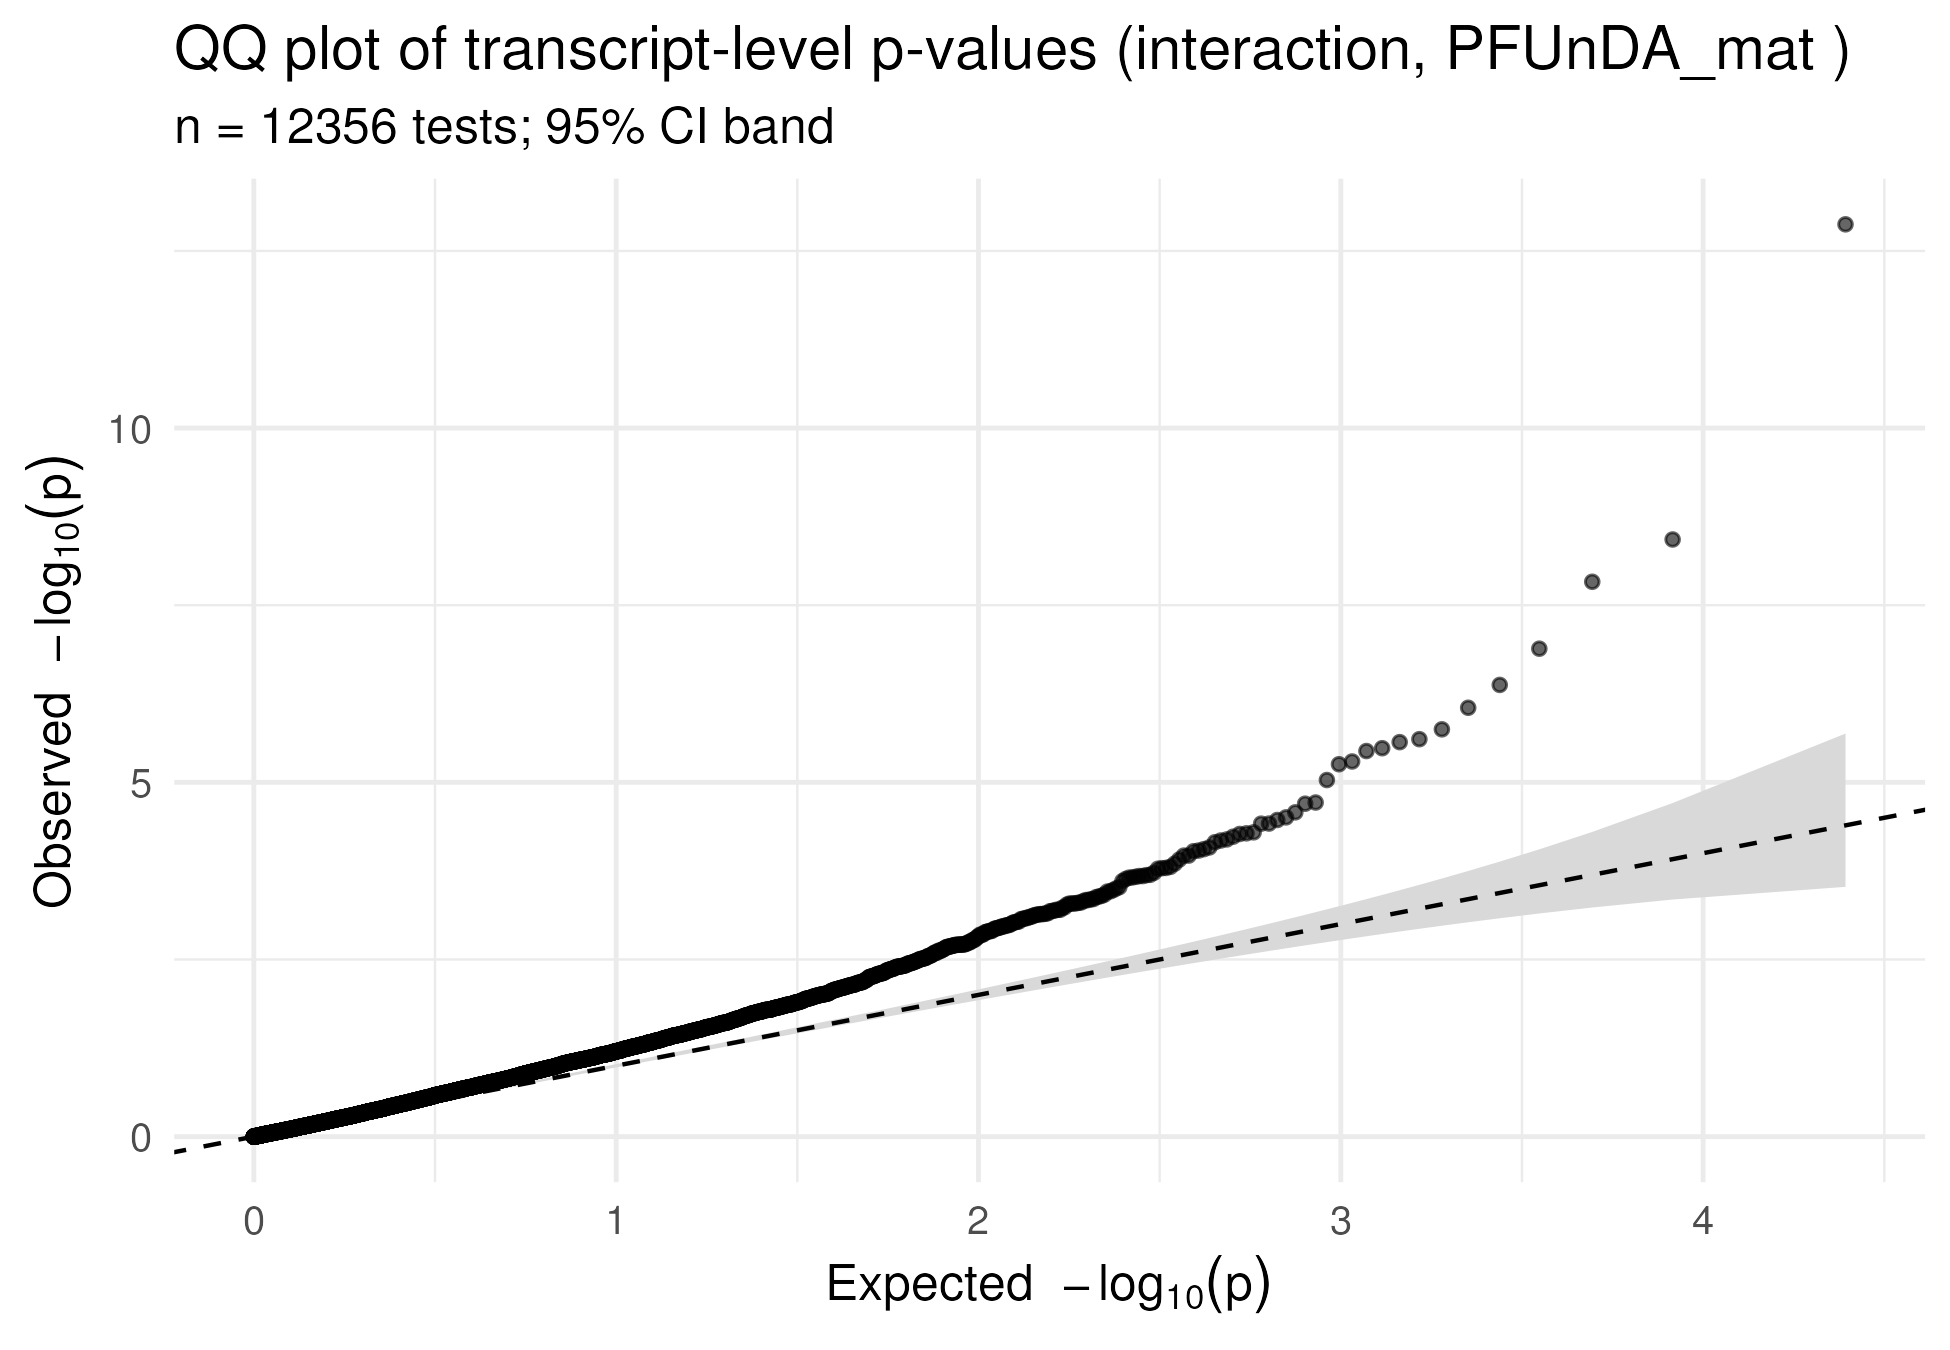 QQ plot of transcript-level p-values (interaction, PFUnDA_mat )
n = 12356 tests; 95% CI band
Observed −log10(p)
10
5
0
0 1 2 3 4
Expected −log10(p)